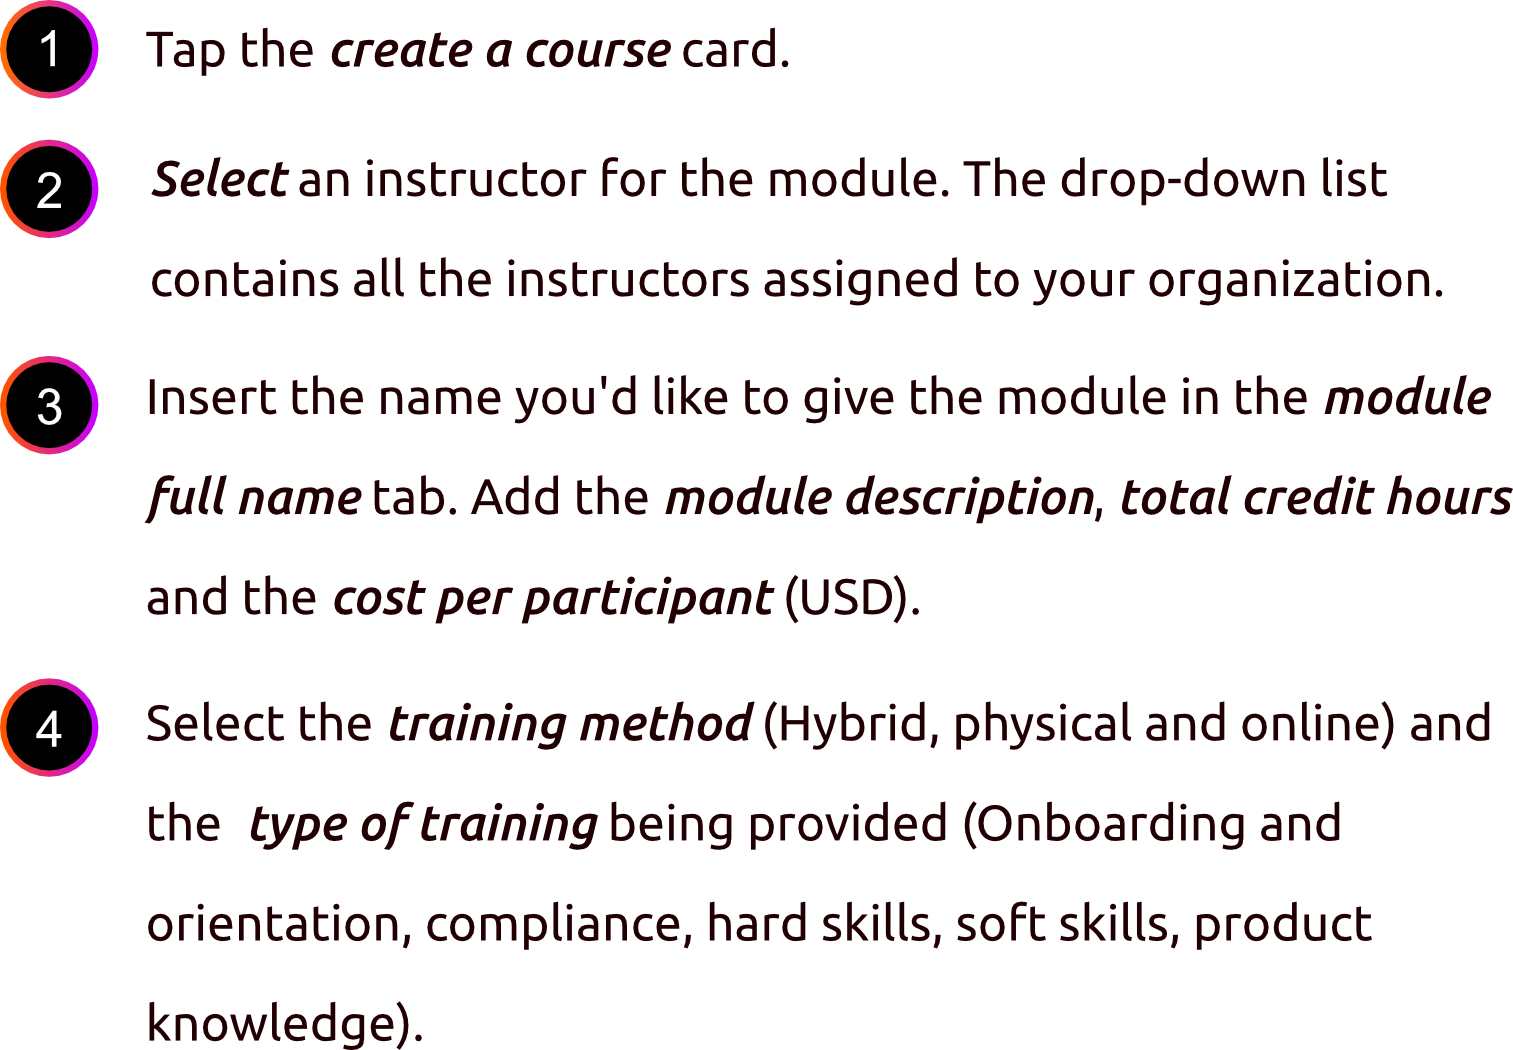 1 Tap the create a course card.
2 Select an instructor for the module. The drop-down list
contains all the instructors assigned to your organization.
3 Insert the name you'd like to give the module in the module
full name tab. Add the module description, total credit hours
and the cost per participant (USD).
4 Select the training method (Hybrid, physical and online) and
the type of training being provided (Onboarding and
orientation, compliance, hard skills, soft skills, product
knowledge).